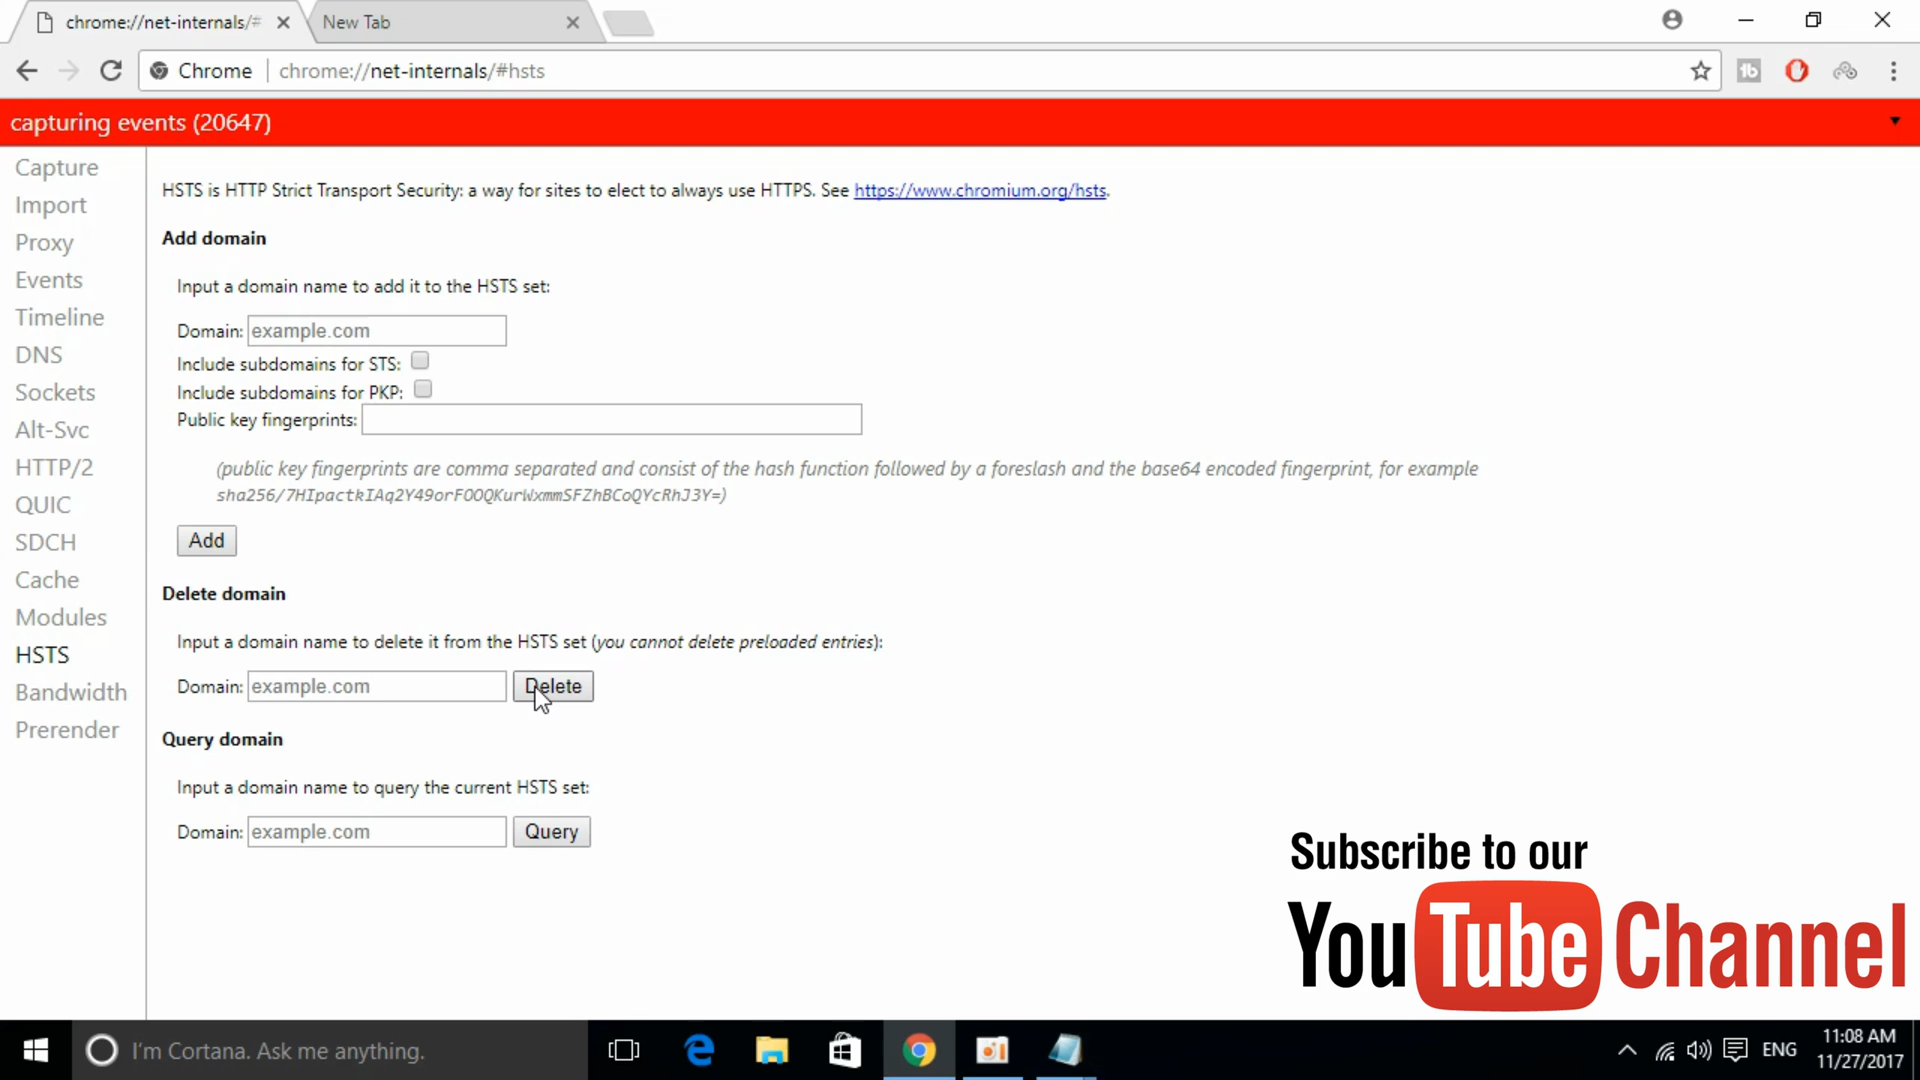 chrome://net-internals/#
New Tab
Chrome chrome://net-internals/#hsts
capturing events (20647)
Capture
Import
Proxy
Events
Timeline
DNS
Sockets
Alt-Svc
HTTP/2
QUIC
SDCH
Cache
Modules
HSTS
Bandwidth
Prerender
HSTS is HTTP Strict Transport Security: a way for sites to elect to always use HTTPS. See https://www.chromium.org/hsts.
Add domain
Input a domain name to add it to the HSTS set:
Domain: example.com
Include subdomains for STS:
Include subdomains for PKP:
Public key fingerprints:
(public key fingerprints are comma separated and consist of the hash function followed by a foreslash and the base64 encoded fingerprint, for example
sha256/7HIpactkIAq2Y49orFOOQKurWxmmSFZhBCoQYcRhJ3Y=)
Add
Delete domain
Input a domain name to delete it from the HSTS set (you cannot delete preloaded entries):
Domain: example.com Delete
Query domain
Input a domain name to query the current HSTS set:
Domain: example.com Query
Subscribe to our
YouTube Channel
I'm Cortana. Ask me anything.
ENG
11:08 AM
11/27/2017